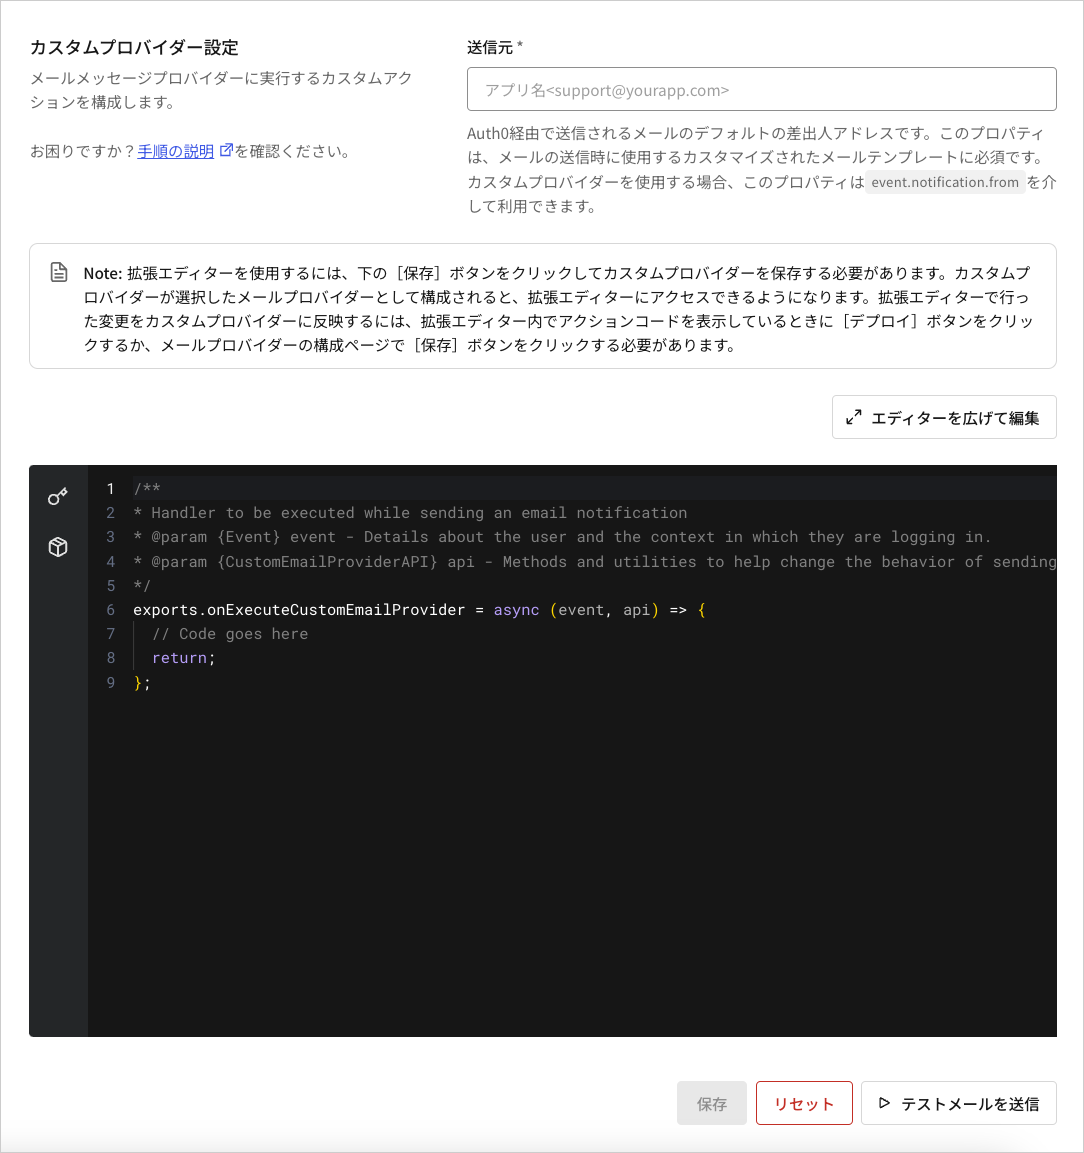 カスタムプロバイダー設定
メールメッセージプロバイダーに実行するカスタムアク
ションを構成します。
お困りですか？手順の説明を確認ください。
送信元 *
アプリ名<support@yourapp.com>
Auth0経由で送信されるメールのデフォルトの差出人アドレスです。このプロパティ
は、メールの送信時に使用するカスタマイズされたメールテンプレートに必須です。
カスタムプロバイダーを使用する場合、このプロパティは event.notification.from を介
して利用できます。
Note: 拡張エディターを使用するには、下の［保存］ボタンをクリックしてカスタムプロバイダーを保存する必要があります。カスタムプ
ロバイダーが選択したメールプロバイダーとして構成されると、拡張エディターにアクセスできるようになります。拡張エディターで行っ
た変更をカスタムプロバイダーに反映するには、拡張エディター内でアクションコードを表示しているときに［デプロイ］ボタンをクリッ
クするか、メールプロバイダーの構成ページで［保存］ボタンをクリックする必要があります。
エディターを広げて編集
1 /**
2 * Handler to be executed while sending an email notification
3 * @param {Event} event - Details about the user and the context in which they are logging in.
4 * @param {CustomEmailProviderAPI} api - Methods and utilities to help change the behavior of sending
5 */
6 exports.onExecuteCustomEmailProvider = async (event, api) => {
7 // Code goes here
8 return;
9 };
保存
リセット
テストメールを送信